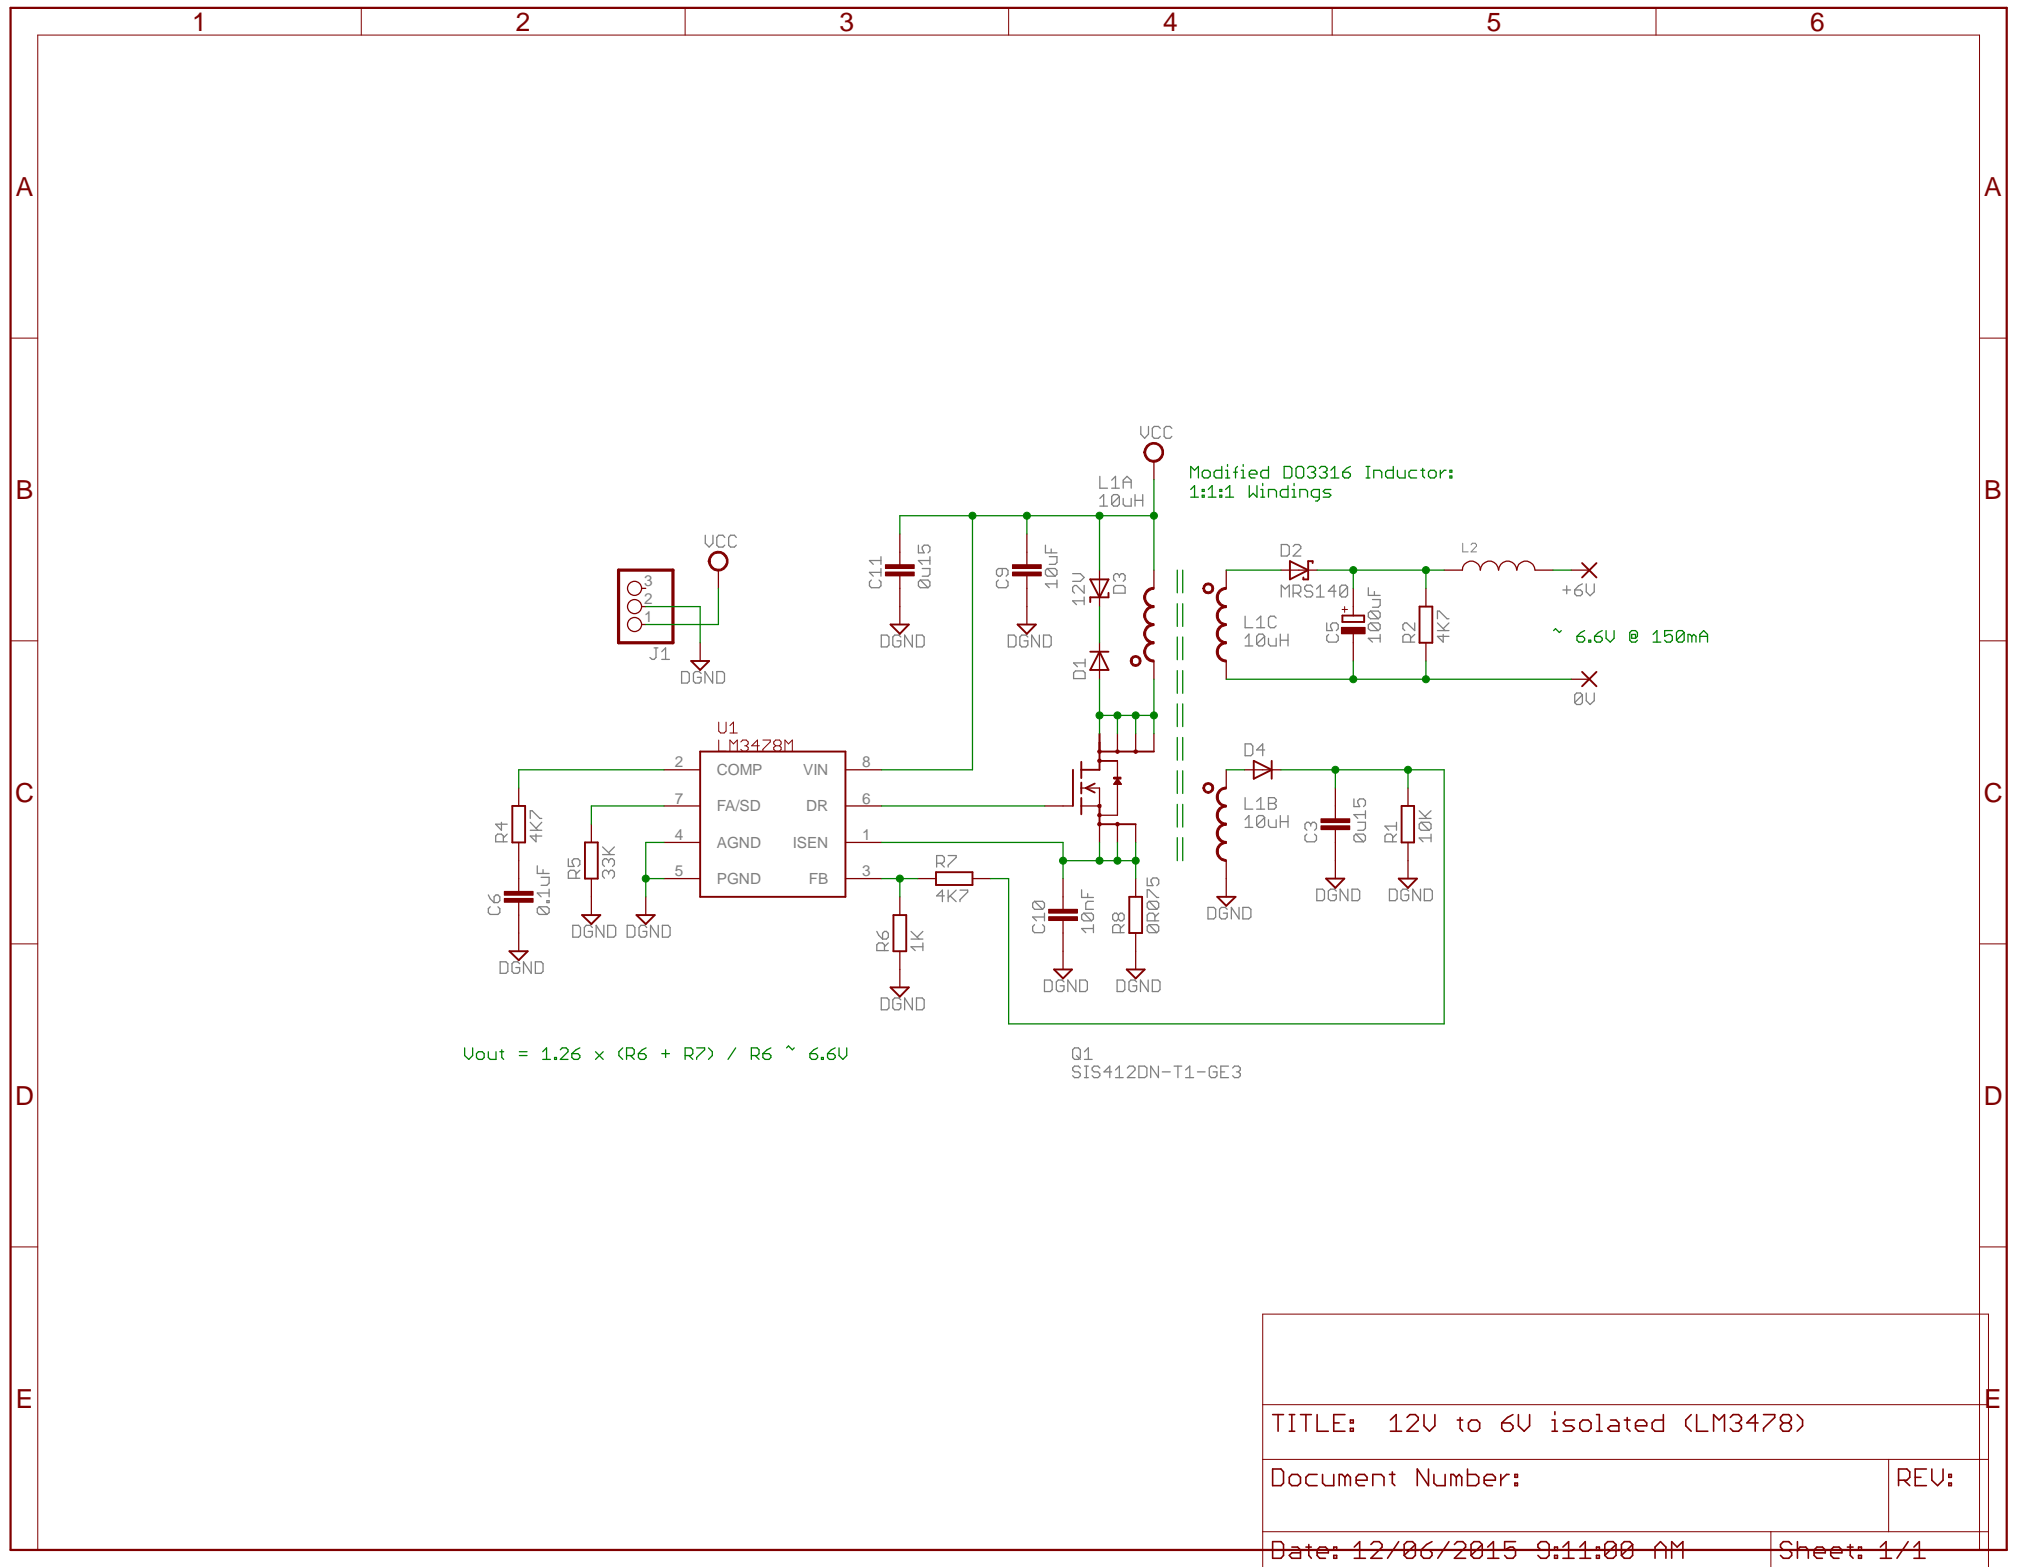 1 2 3 4 5 6
A A
B B
C C
D D
E E
VCC
Modified DO3316 Inductor:
1:1:1 Windings
L1A
10uH
VCC
3
2
1
J1
DGND
C11
0u15
DGND
C9
10uF
DGND
12V
D3
D1
D2
MRS140
L1C
10uH
+
C5
100uF
R2
4K7
L2
+6V
~ 6.6V @ 150mA
0V
U1
LM3478M
2 COMP VIN 8
7 FA/SD DR 6
4 AGND ISEN 1
5 PGND FB 3
R4
4K7
C6
0.1uF
DGND
R5
33K
DGND
DGND
R7
4K7
R6
1K
DGND
C10
10nF
DGND
R8
0R075
DGND
D4
L1B
10uH
DGND
C3
0u15
DGND
R1
10K
DGND
Vout = 1.26 x (R6 + R7) / R6 ~ 6.6V
Q1
SIS412DN-T1-GE3
TITLE: 12V to 6V isolated (LM3478)
Document Number:
REV:
Date: 12/06/2015 9:11:00 AM
Sheet: 1/1